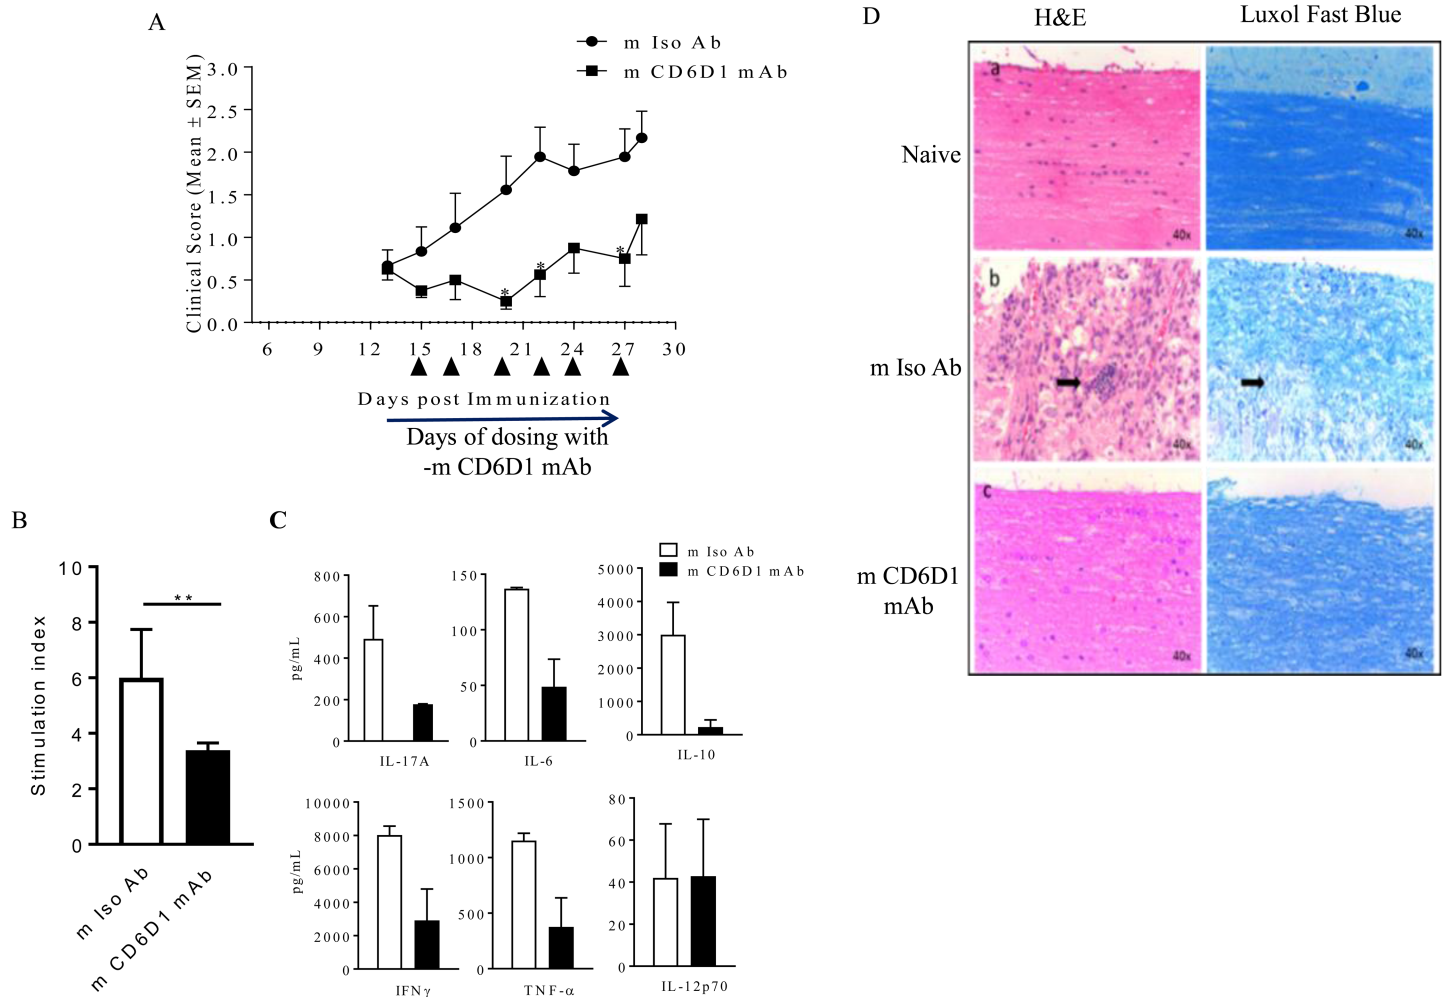 A
m Iso Ab
m CD6D1 mAb
Clinical Score (Mean ± SEM)
3.0
2.5
2.0
1.5
1.0
0.5
0.0
*
*
*
6 9 12 15 18 21 24 27 30
Days post Immunization
Days of dosing with
-m CD6D1 mAb
B
Stimulation index
10
8
6
4
2
0
**
m Iso Ab
m CD6D1 mAb
C
m Iso Ab
m CD6D1 mAb
pg/mL
800
600
400
200
0
IL-17A
150
100
50
0
IL-6
5000
4000
3000
2000
1000
0
IL-10
pg/mL
10000
8000
6000
4000
2000
0
IFNγ
1500
1000
500
0
TNF-α
80
60
40
20
0
IL-12p70
D
H&E
Luxol Fast Blue
Naive
a
40x
40x
m Iso Ab
b
40x
40x
m CD6D1
mAb
c
40x
40x